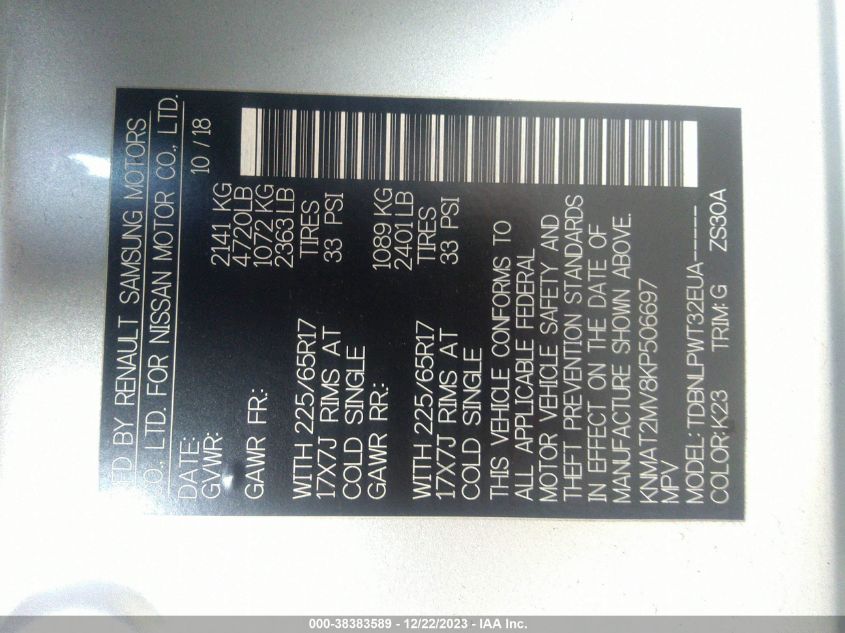 FD BY RENAULT SAMSUNG MOTORS
CO., LTD. FOR NISSAN MOTOR CO., LTD.
DATE: 10 / 18
GVWR: 2141 KG
4720LB
GAWR FR.: 1072 KG
2363 LB
WITH 225/65R17 TIRES
17X7J RIMS AT 33 PSI
COLD SINGLE
GAWR RR.: 1089 KG
2401 LB
WITH 225/65R17 TIRES
17X7J RIMS AT 33 PSI
COLD SINGLE
THIS VEHICLE CONFORMS TO
ALL APPLICABLE FEDERAL
MOTOR VEHICLE SAFETY AND
THEFT PREVENTION STANDARDS
IN EFFECT ON THE DATE OF
MANUFACTURE SHOWN ABOVE.
KNMAT2MV8KP506697
MPV
MODEL: TDBNLPWT32EUA-----
COLOR: K23 TRIM: G ZS30A
000-38383589 - 12/22/2023 - IAA Inc.